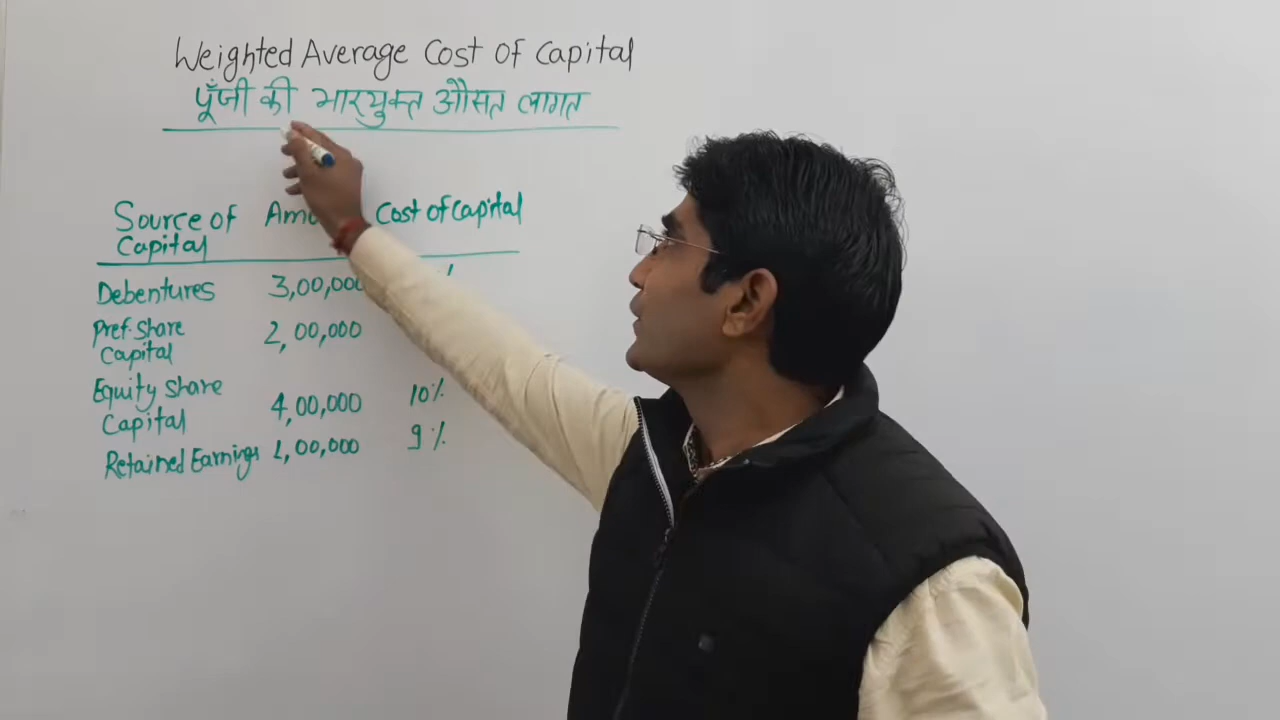 Weighted Average Cost of Capital
पूँजी की भारयुक्त औसत लागत
Source of Capital Cost of Capital
Debentures 3,00,000
Pref. Share Capital 2,00,000
Equity Share Capital 4,00,000 10%
Retained Earnings 1,00,000 9%